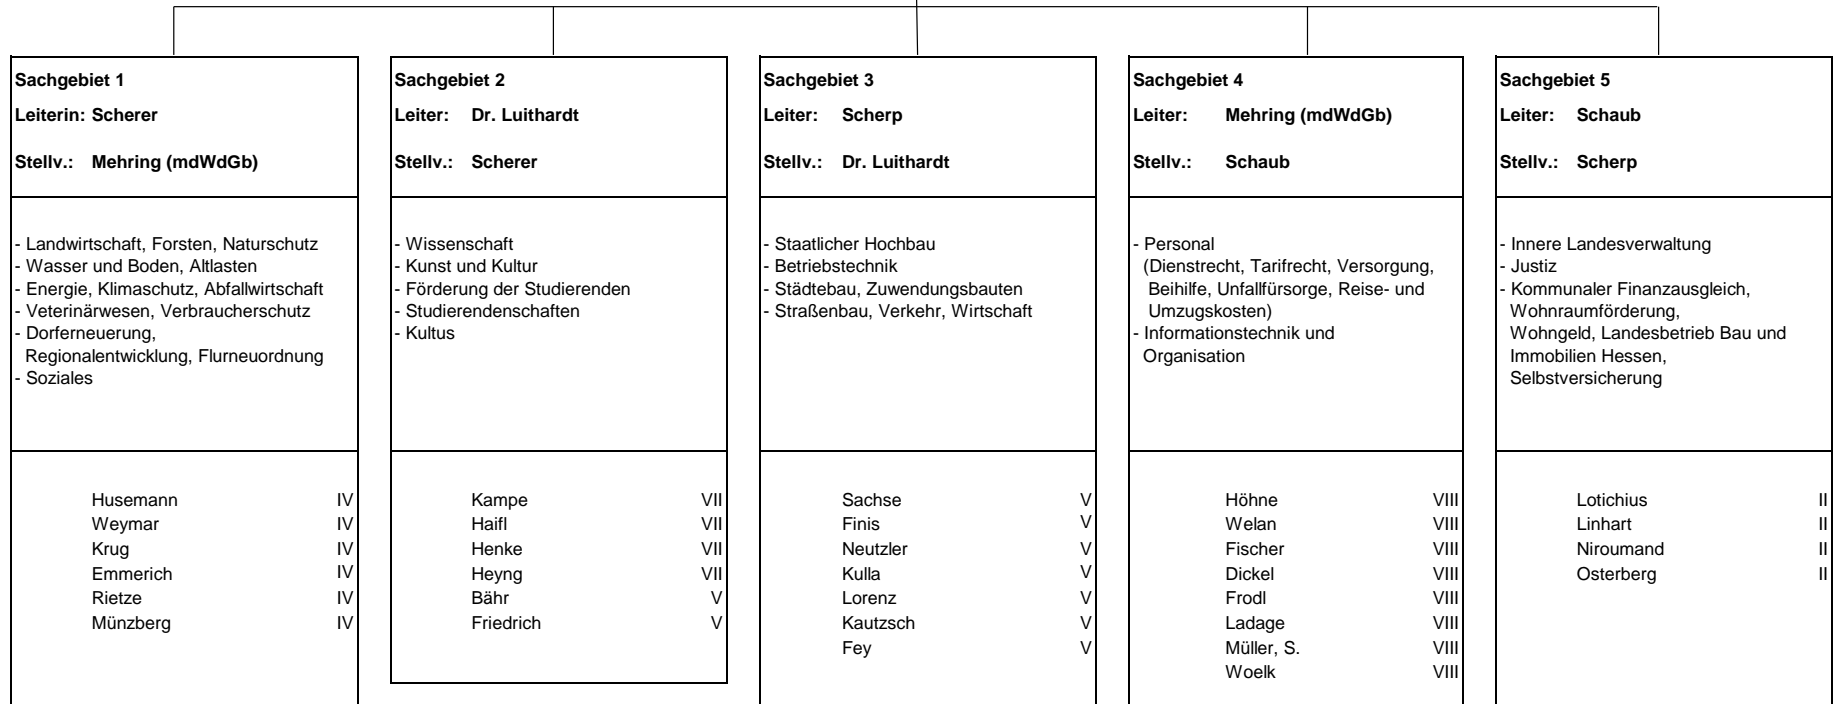 Sachgebiet 1
Leiterin: Scherer
Stellv.: Mehring (mdWdGb)
- Landwirtschaft, Forsten, Naturschutz
- Wasser und Boden, Altlasten
- Energie, Klimaschutz, Abfallwirtschaft
- Veterinärwesen, Verbraucherschutz
- Dorferneuerung,
Regionalentwicklung, Flurneuordnung
- Soziales
Husemann IV
Weymar IV
Krug IV
Emmerich IV
Rietze IV
Münzberg IV
Sachgebiet 2
Leiter: Dr. Luithardt
Stellv.: Scherer
- Wissenschaft
- Kunst und Kultur
- Förderung der Studierenden
- Studierendenschaften
- Kultus
Kampe VII
Haifl VII
Henke VII
Heyng VII
Bähr V
Friedrich V
Sachgebiet 3
Leiter: Scherp
Stellv.: Dr. Luithardt
- Staatlicher Hochbau
- Betriebstechnik
- Städtebau, Zuwendungsbauten
- Straßenbau, Verkehr, Wirtschaft
Sachse V
Finis V
Neutzler V
Kulla V
Lorenz V
Kautzsch V
Fey V
Sachgebiet 4
Leiter: Mehring (mdWdGb)
Stellv.: Schaub
- Personal
(Dienstrecht, Tarifrecht, Versorgung,
Beihilfe, Unfallfürsorge, Reise- und
Umzugskosten)
- Informationstechnik und
Organisation
Höhne VIII
Welan VIII
Fischer VIII
Dickel VIII
Frodl VIII
Ladage VIII
Müller, S. VIII
Woelk VIII
Sachgebiet 5
Leiter: Schaub
Stellv.: Scherp
- Innere Landesverwaltung
- Justiz
- Kommunaler Finanzausgleich,
Wohnraumförderung,
Wohngeld, Landesbetrieb Bau und
Immobilien Hessen,
Selbstversicherung
Lotichius II
Linhart II
Niroumand II
Osterberg II